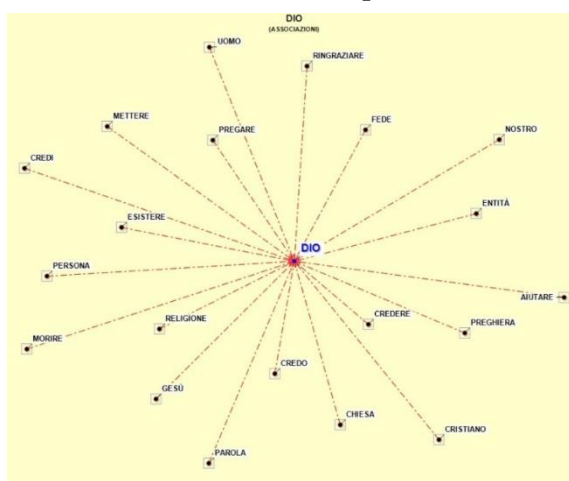 DIO
(ASSOCIAZIONI)
UOMO
RINGRAZIARE
METTERE
FEDE
PREGARE
NOSTRO
CREDI
ENTITÀ
ESISTERE
DIO
PERSONA
AIUTARE
CREDERE
RELIGIONE
PREGHIERA
MORIRE
CREDO
GESÙ
CHIESA
CRISTIANO
PAROLA